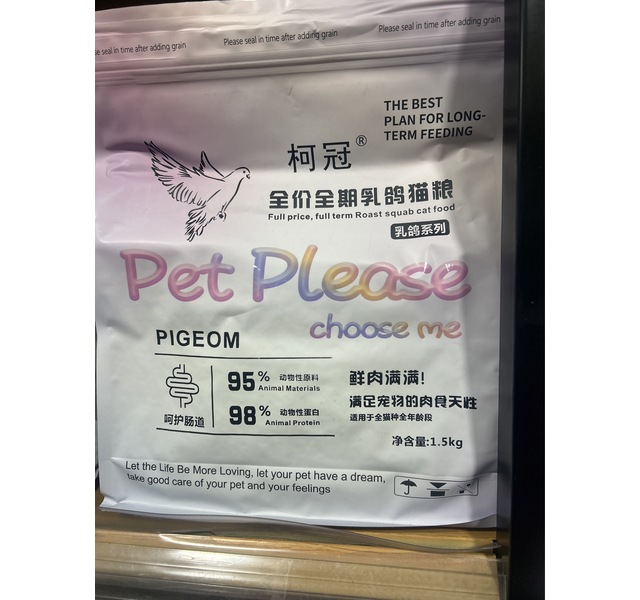 se seal in time after adding grain
Please seal in time after adding grain
Please seal in time after adding grain
THE BEST
PLAN FOR LONG-
TERM FEEDING
柯冠®
全价全期乳鸽猫粮
Full price, full term Roast squab cat food
乳鸽系列
Pet Please
choose me
PIGEOM
95% 动物性原料
Animal Materials
98% 动物性蛋白
Animal Protein
呵护肠道
鲜肉满满!
满足宠物的肉食天性
适用于全猫种全年龄段
净含量:1.5kg
Let the Life Be More Loving, let your pet have a dream,
take good care of your pet and your feelings